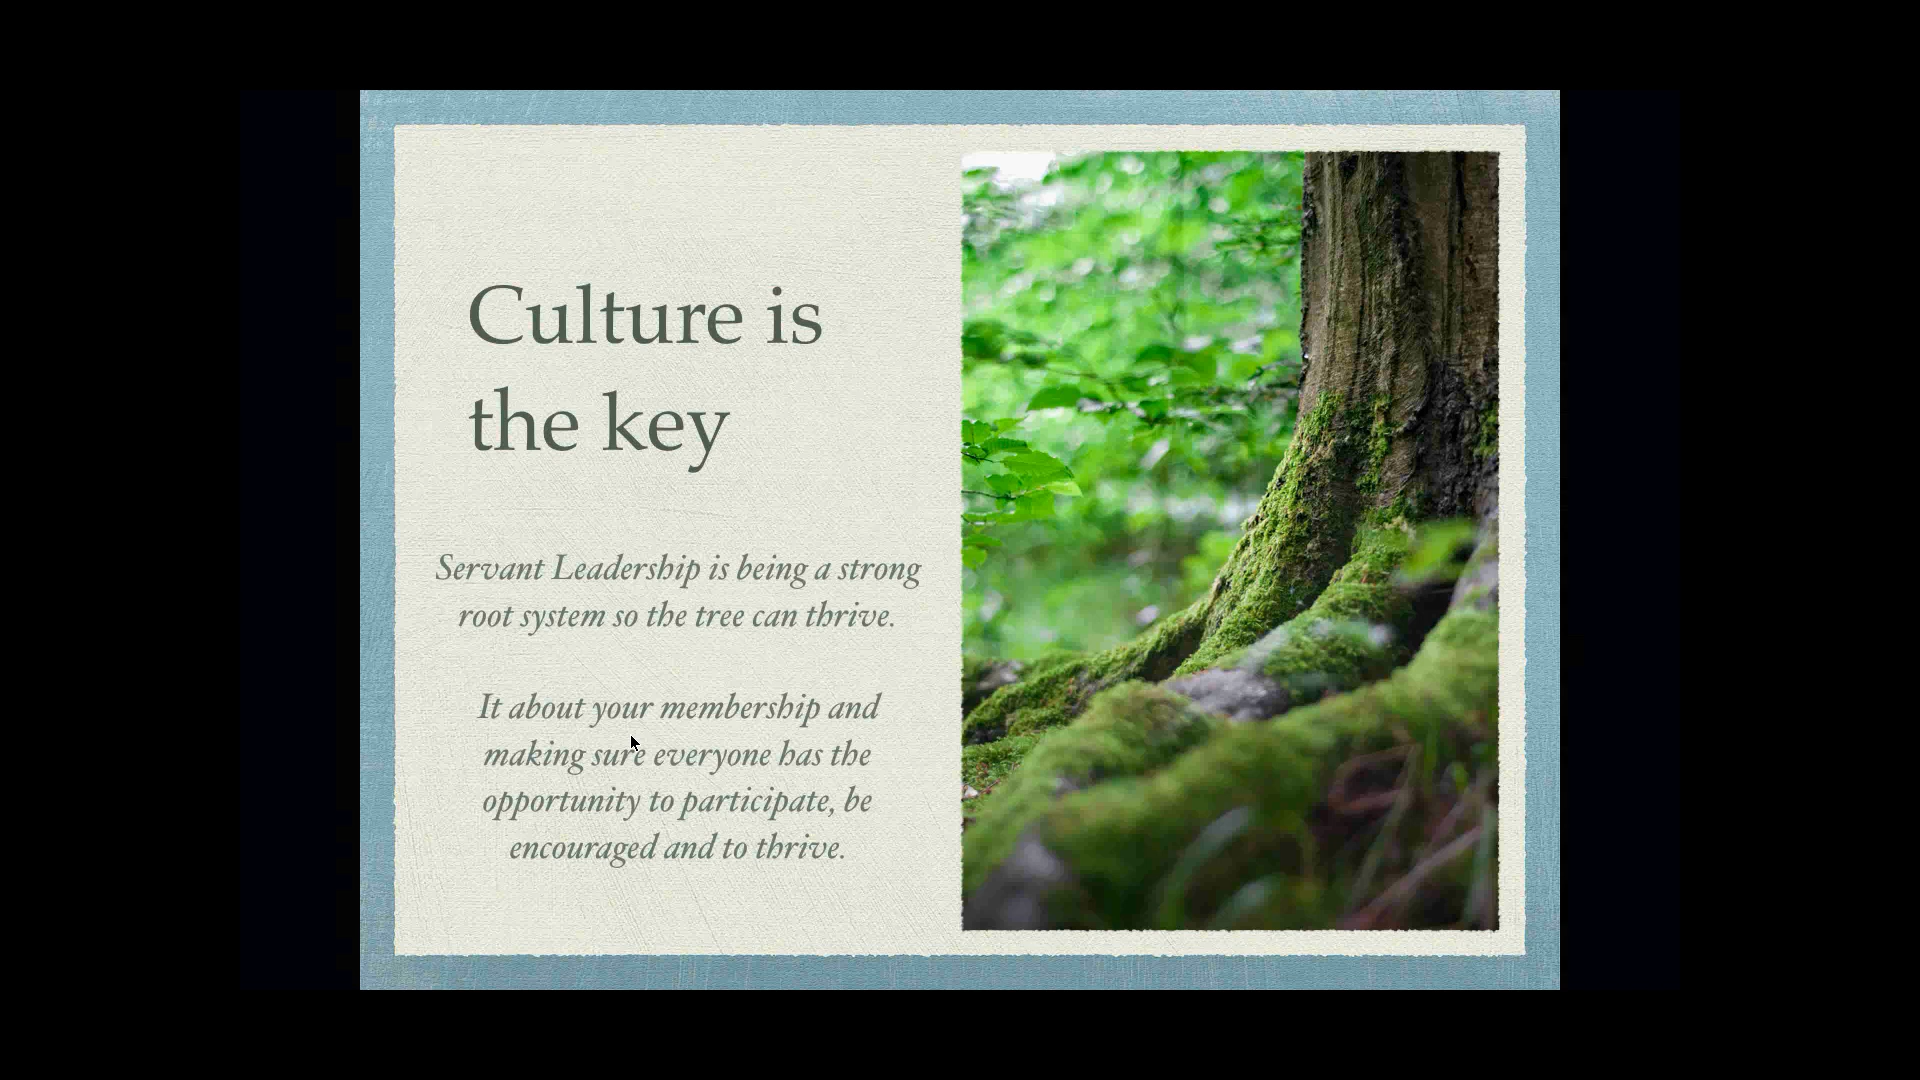 Culture is
the key
Servant Leadership is being a strong
root system so the tree can thrive.
It about your membership and
making sure everyone has the
opportunity to participate, be
encouraged and to thrive.